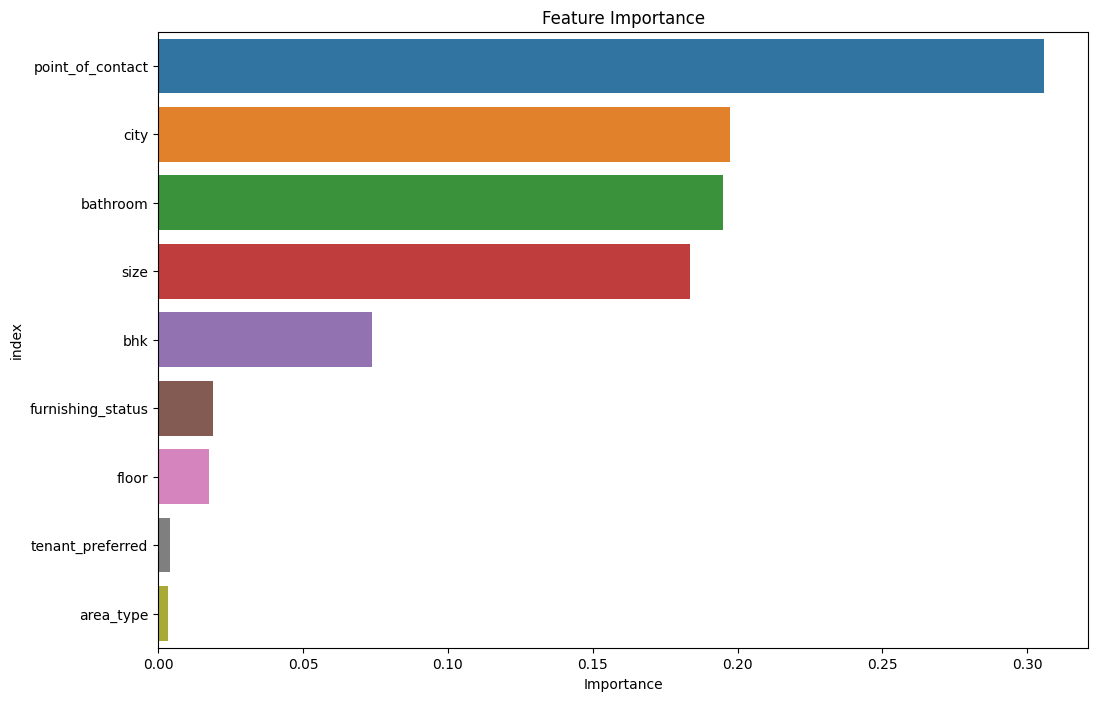 Feature Importance
point_of_contact
city
bathroom
size
bhk
furnishing_status
floor
tenant_preferred
area_type
index
0.00 0.05 0.10 0.15 0.20 0.25 0.30
Importance